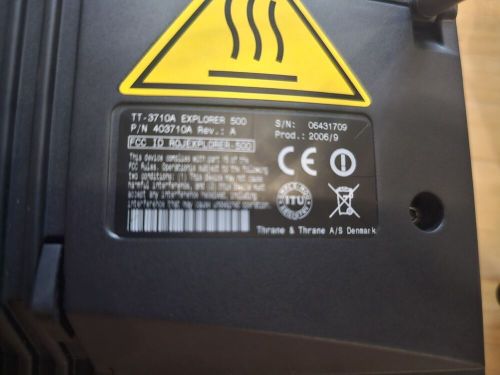 TT-3710A EXPLORER 500
P/N 403710A Rev.: A
S/N: 06431709
Prod.: 2006/9
FCC ID ROJEXPLORER-500
This device complies with part 15 of the
FCC Rules. Operation is subject to the following
two conditions: (1) this device may not cause
harmful interference, and (2) this device must accept
any interference received, including
interference that may cause undesired operation
CE
ITU
Thrane & Thrane A/S Denmark